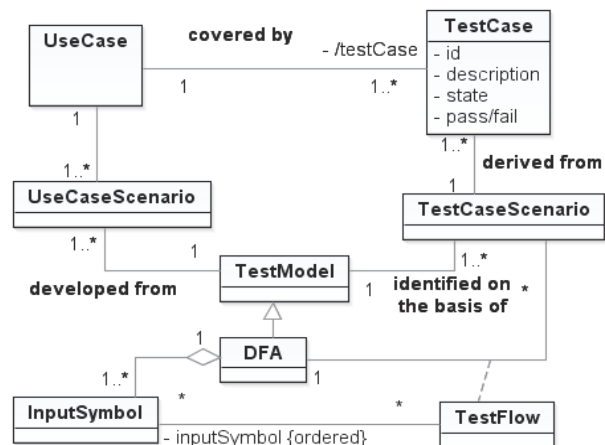 UseCase
covered by
- /testCase
1
1..*
TestCase
- id
- description
- state
- pass/fail
1
1..*
1..*
derived from
1
UseCaseScenario
TestCaseScenario
1..*
1
TestModel
1
1..*
developed from
identified on
the basis of
*
1
DFA
1
1..*
*
*
InputSymbol
- inputSymbol {ordered}
TestFlow